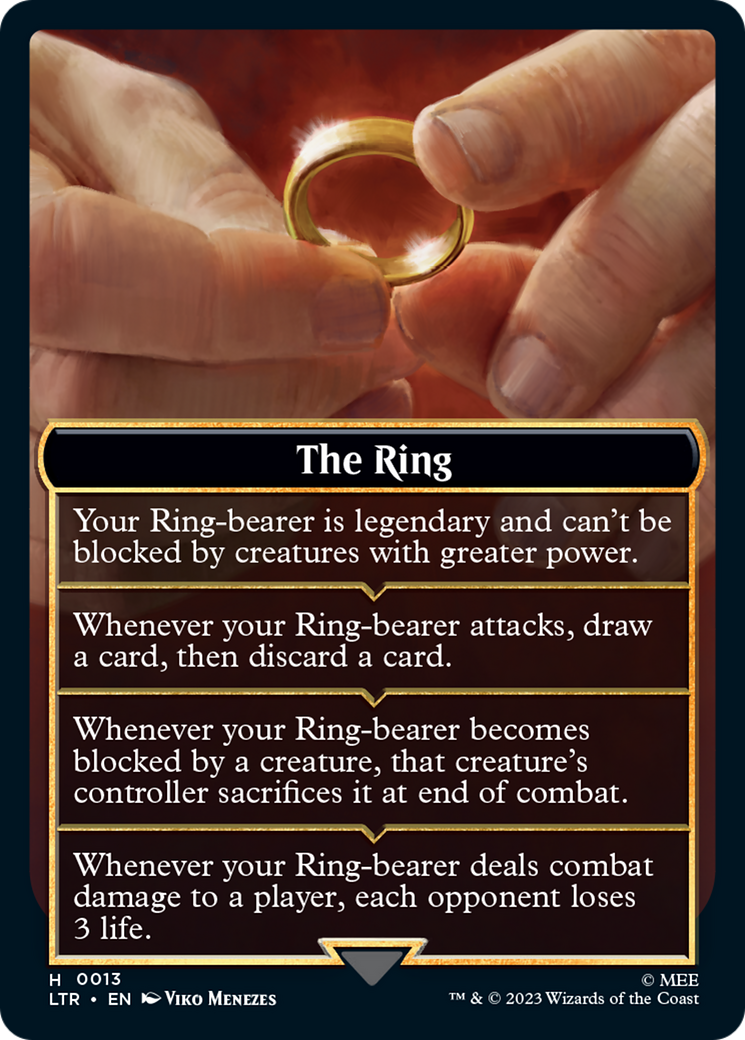 The Ring
Your Ring-bearer is legendary and can't be
blocked by creatures with greater power.
Whenever your Ring-bearer attacks, draw
a card, then discard a card.
Whenever your Ring-bearer becomes
blocked by a creature, that creature's
controller sacrifices it at end of combat.
Whenever your Ring-bearer deals combat
damage to a player, each opponent loses
3 life.
H 0013
© MEE
LTR • EN Viko Menezes
™ & © 2023 Wizards of the Coast